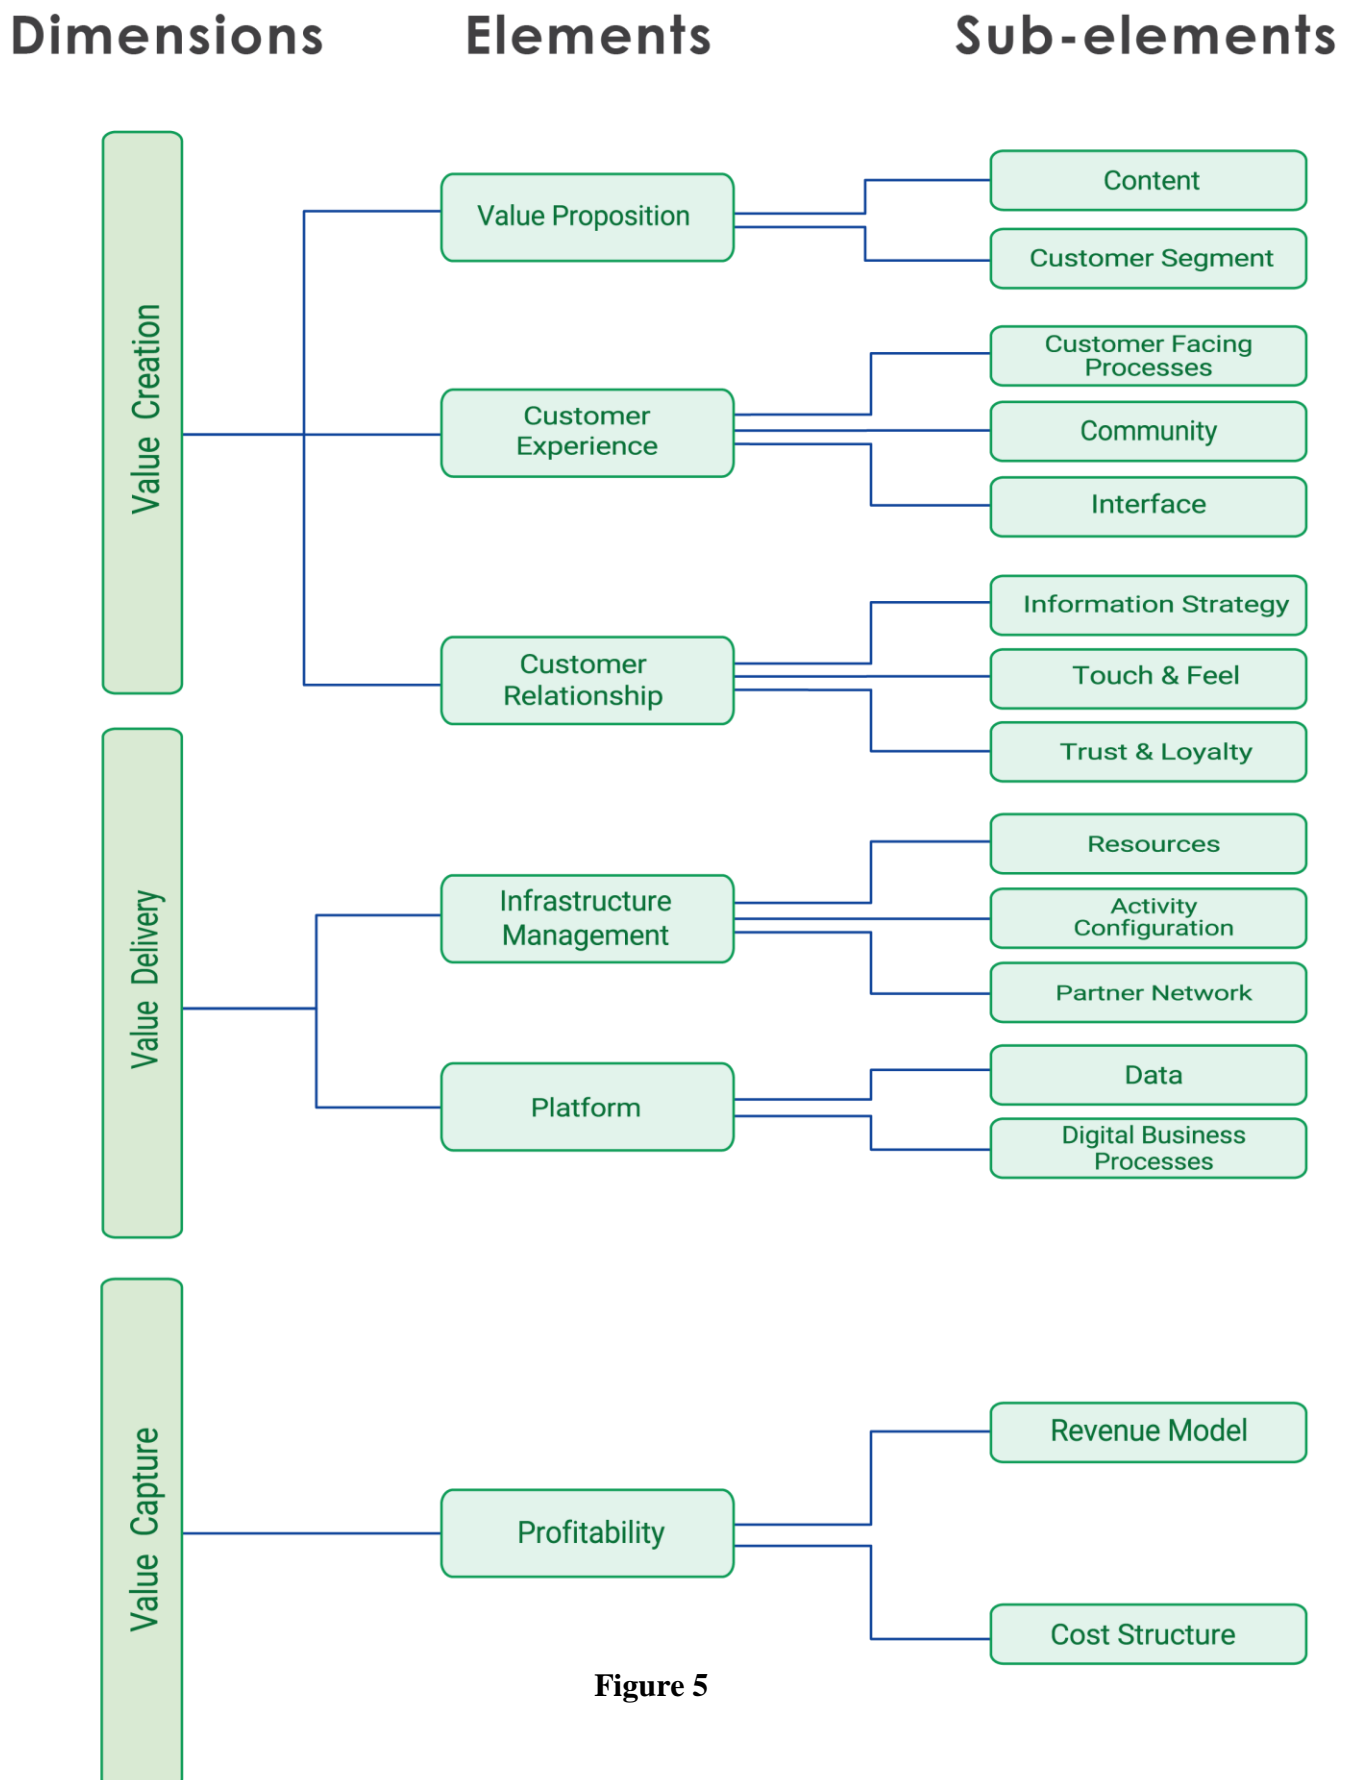 Dimensions Elements Sub-elements
Value Creation
Value Proposition
Content
Customer Segment
Customer
Experience
Customer Facing
Processes
Community
Interface
Customer
Relationship
Information Strategy
Touch & Feel
Trust & Loyalty
Value Delivery
Infrastructure
Management
Resources
Activity
Configuration
Partner Network
Platform
Data
Digital Business
Processes
Value Capture
Profitability
Revenue Model
Cost Structure
Figure 5